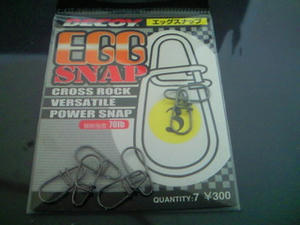 DECOY
エッグスナップ
EGG
SNAP
CROSS ROCK
VERSATILE
POWER SNAP
70lb
3
QUANTITY:7 ¥300